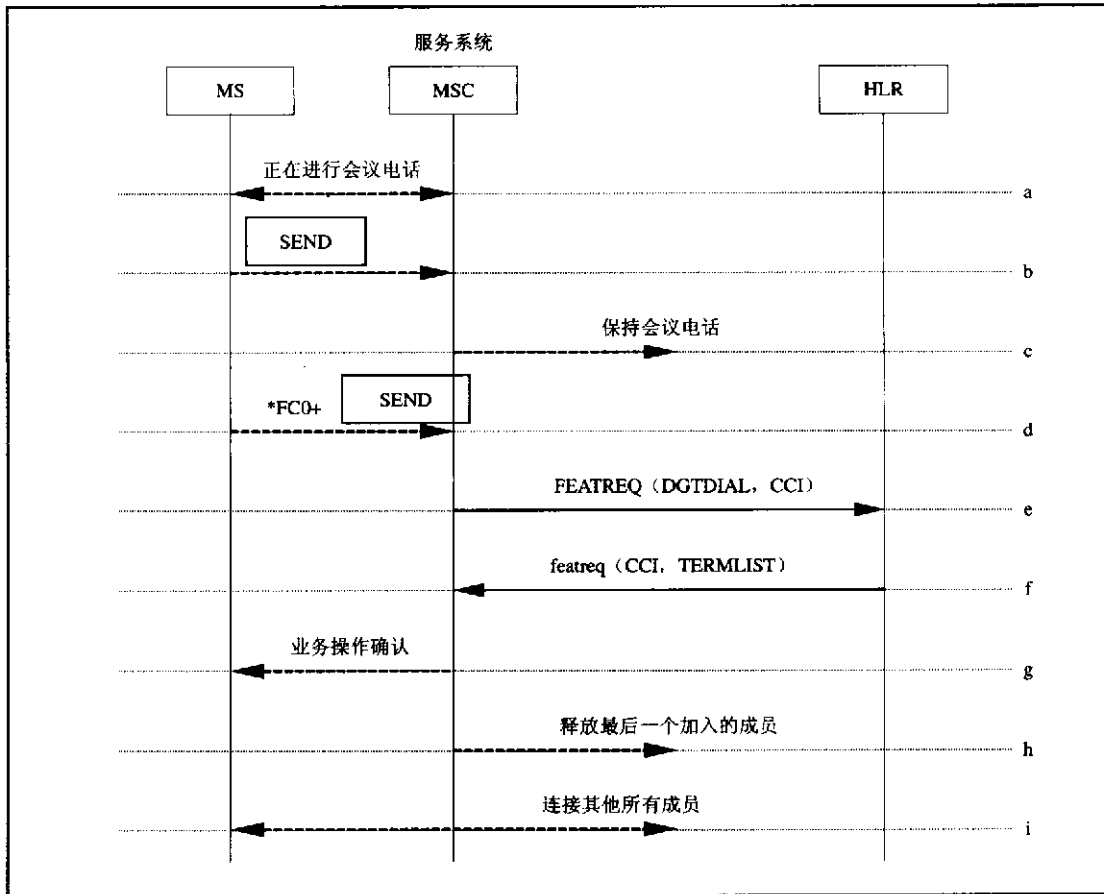 服务系统
MS
MSC
HLR
正在进行会议电话
a
SEND
b
保持会议电话
c
*FC0+
SEND
d
FEATREQ（DGTDIAL，CCI）
e
featreq（CCI，TERMLIST）
f
业务操作确认
g
释放最后一个加入的成员
h
连接其他所有成员
i